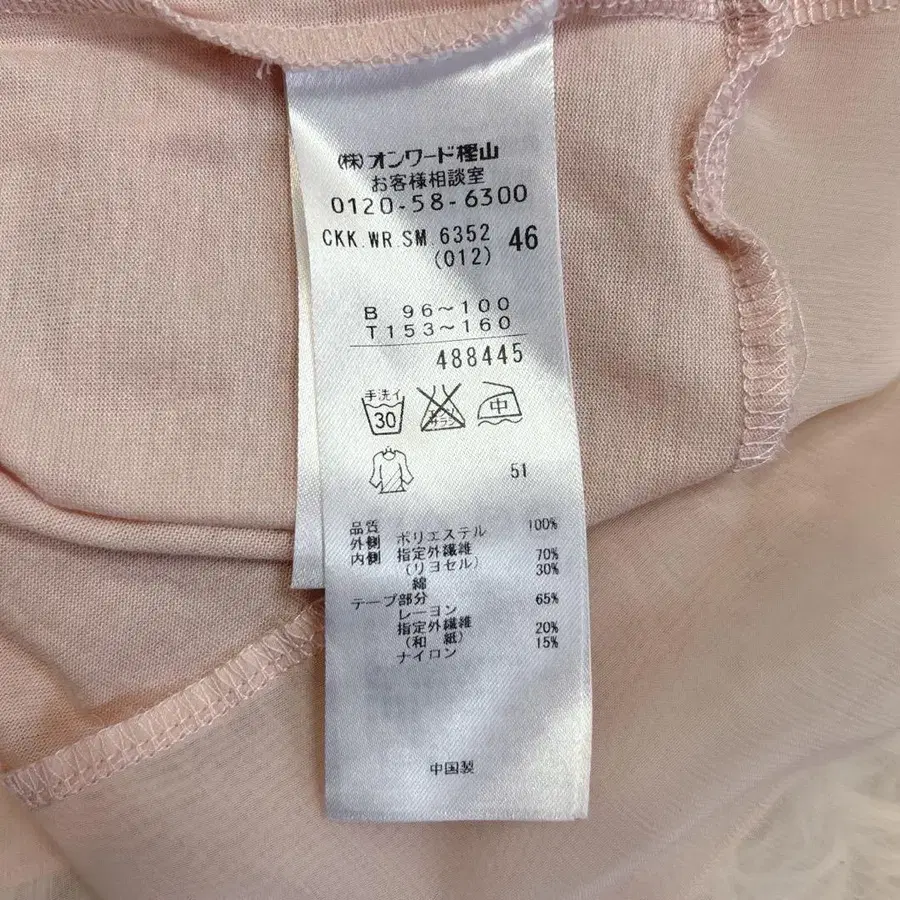 (株)オンワード樫山
お客様相談室
0120-58-6300
CKK.WR.SM.6352 46
(012)
B 96～100
T153～160
488445
手洗イ
30
中
51
品質
外側 ポリエステル 100%
内側 指定外繊維 70%
(リヨセル) 30%
綿
テープ部分 65%
レーヨン
指定外繊維 20%
(和 紙) 15%
ナイロン
中国製